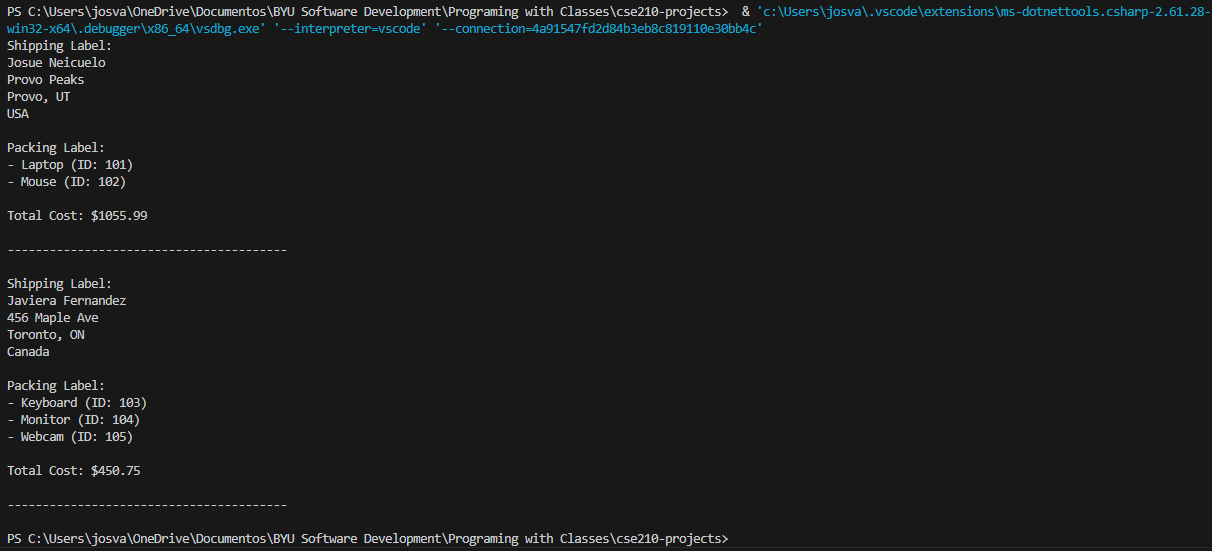 PS C:\Users\josva\OneDrive\Documentos\BYU Software Development\Programing with Classes\cse210-projects>  & 'c:\Users\josva\.vscode\extensions\ms-dotnettools.csharp-2.61.28-
win32-x64\.debugger\x86_64\vsdbg.exe' '--interpreter=vscode' '--connection=4a91547fd2d84b3eb8c819110e30bb4c'
Shipping Label:
Josue Neicuelo
Provo Peaks
Provo, UT
USA
Packing Label:
- Laptop (ID: 101)
- Mouse (ID: 102)
Total Cost: $1055.99
----------------------------------------
Shipping Label:
Javiera Fernandez
456 Maple Ave
Toronto, ON
Canada
Packing Label:
- Keyboard (ID: 103)
- Monitor (ID: 104)
- Webcam (ID: 105)
Total Cost: $450.75
----------------------------------------
PS C:\Users\josva\OneDrive\Documentos\BYU Software Development\Programing with Classes\cse210-projects>